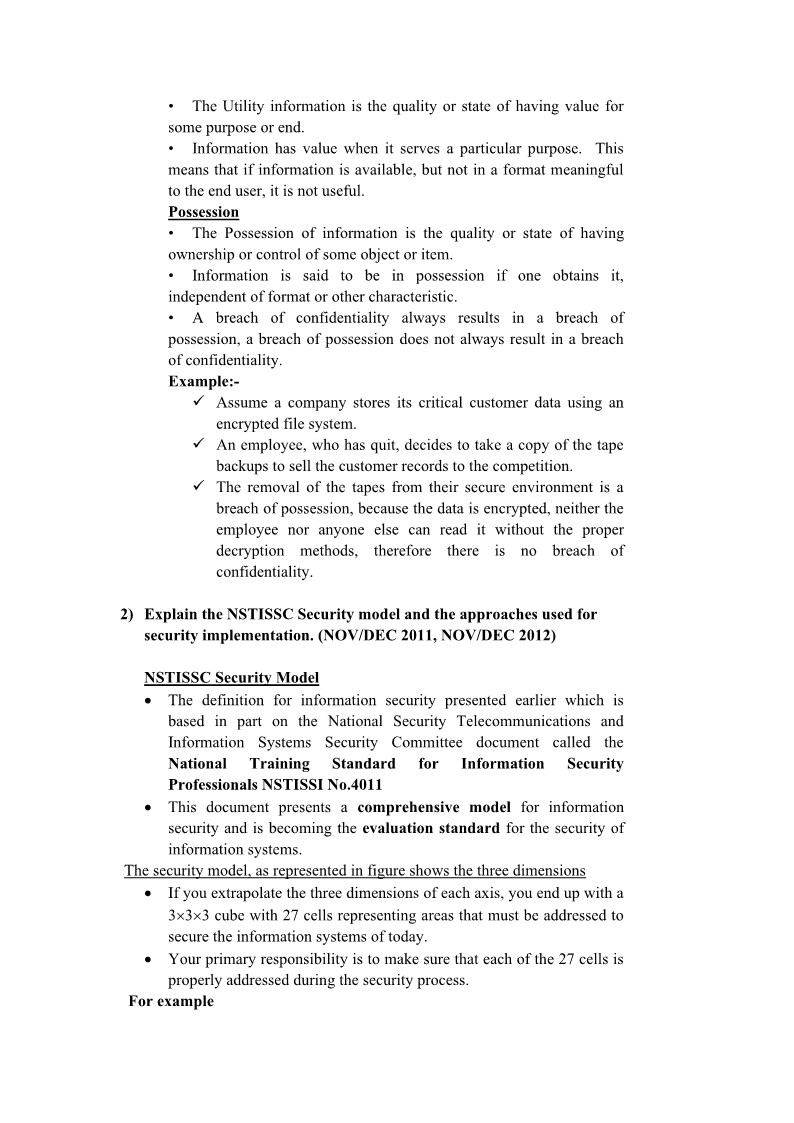 • The Utility information is the quality or state of having value for
some purpose or end.
• Information has value when it serves a particular purpose. This
means that if information is available, but not in a format meaningful
to the end user, it is not useful.
Possession
• The Possession of information is the quality or state of having
ownership or control of some object or item.
• Information is said to be in possession if one obtains it,
independent of format or other characteristic.
• A breach of confidentiality always results in a breach of
possession, a breach of possession does not always result in a breach
of confidentiality.
Example:-
✓ Assume a company stores its critical customer data using an
encrypted file system.
✓ An employee, who has quit, decides to take a copy of the tape
backups to sell the customer records to the competition.
✓ The removal of the tapes from their secure environment is a
breach of possession, because the data is encrypted, neither the
employee nor anyone else can read it without the proper
decryption methods, therefore there is no breach of
confidentiality.
2) Explain the NSTISSC Security model and the approaches used for
security implementation. (NOV/DEC 2011, NOV/DEC 2012)
NSTISSC Security Model
• The definition for information security presented earlier which is
based in part on the National Security Telecommunications and
Information Systems Security Committee document called the
National Training Standard for Information Security
Professionals NSTISSI No.4011
• This document presents a comprehensive model for information
security and is becoming the evaluation standard for the security of
information systems.
The security model, as represented in figure shows the three dimensions
• If you extrapolate the three dimensions of each axis, you end up with a
3×3×3 cube with 27 cells representing areas that must be addressed to
secure the information systems of today.
• Your primary responsibility is to make sure that each of the 27 cells is
properly addressed during the security process.
For example